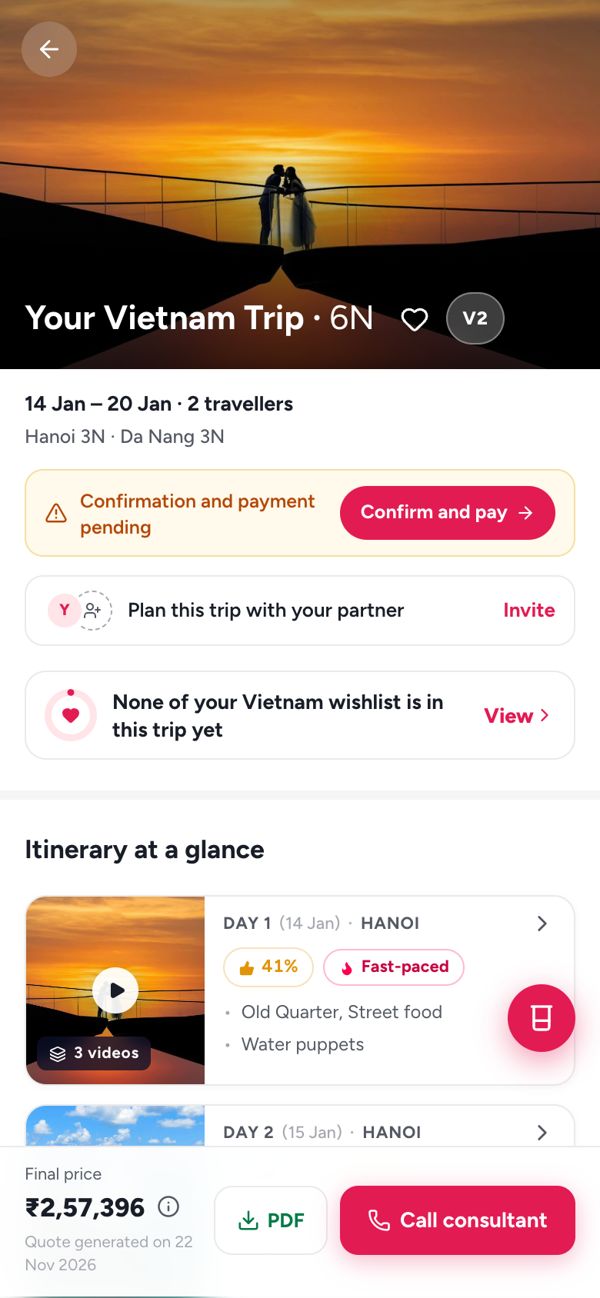 Your Vietnam Trip · 6N
V2
14 Jan – 20 Jan · 2 travellers
Hanoi 3N · Da Nang 3N
Confirmation and payment
pending
Confirm and pay
Y
Plan this trip with your partner
Invite
None of your Vietnam wishlist is in
this trip yet
View
Itinerary at a glance
DAY 1 (14 Jan) · HANOI
41%
Fast-paced
• Old Quarter, Street food
• Water puppets
3 videos
DAY 2 (15 Jan) · HANOI
Final price
₹2,57,396
Quote generated on 22
Nov 2026
PDF
Call consultant